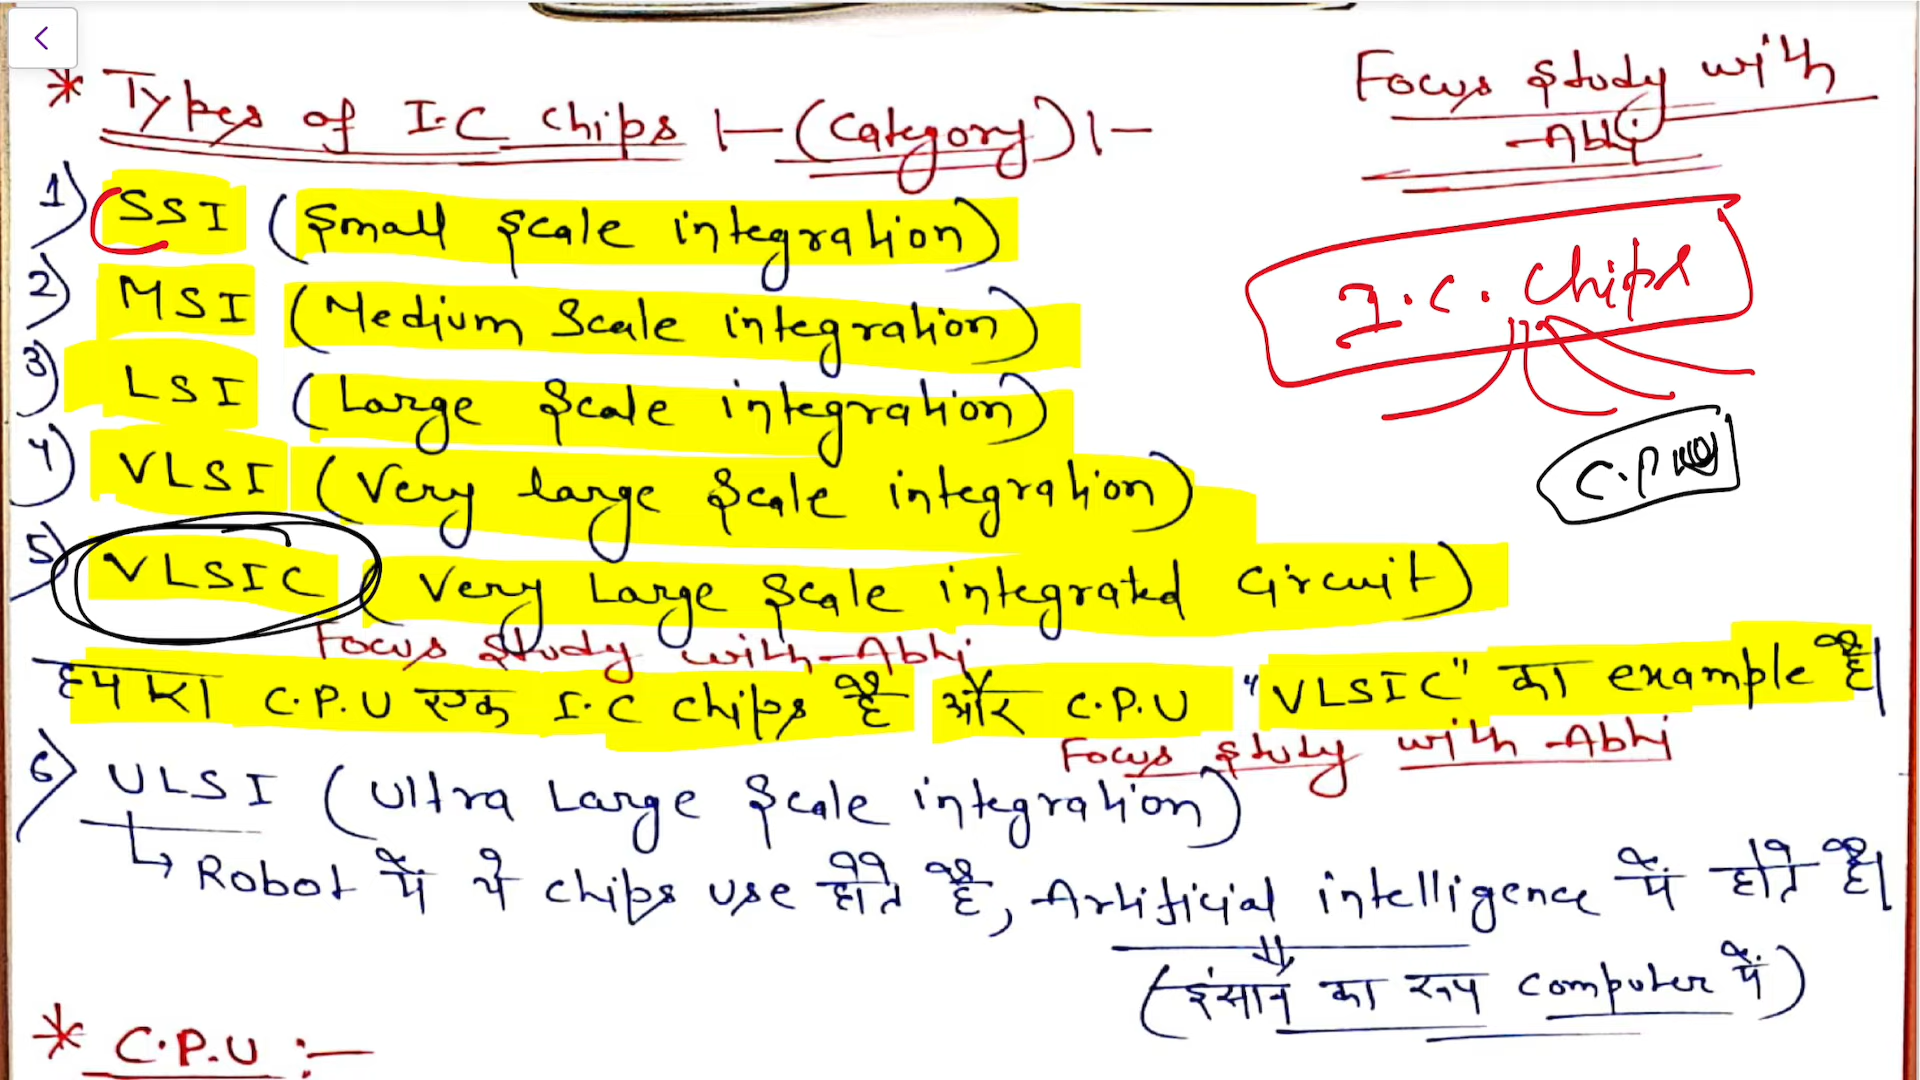 * Types of I.C chips :- (Category) :-
Focus study with
-Abhi
1) SSI (Small Scale integration)
2) MSI (Medium Scale integration)
3) LSI (Large Scale integration)
4) VLSI (Very large Scale integration)
5) VLSIC (Very Large Scale integrated Circuit)
I.C. Chips
C.P.U
Focus study with -Abhi
हमारा C.P.U एक I.C chips है और C.P.U "VLSIC" का example है।
Focus study with -Abhi
6) ULSI (Ultra Large Scale integration)
↳ Robot में ये chips use होते है, Artificial intelligence में होते है।
(इंसान का रूप computer में)
* C.P.U :-